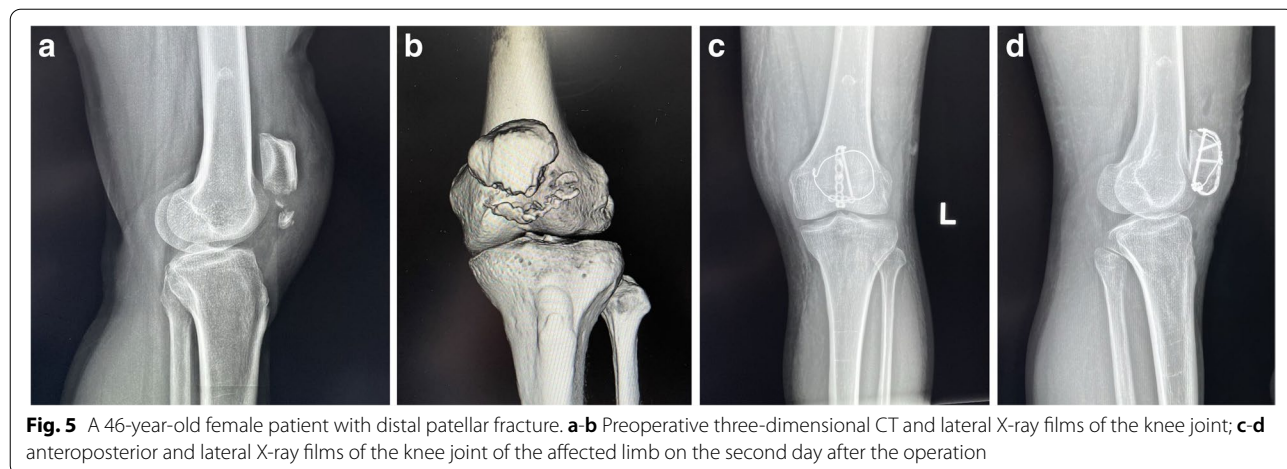 a
b
c
d
L
Fig. 5 A 46-year-old female patient with distal patellar fracture. a-b Preoperative three-dimensional CT and lateral X-ray films of the knee joint; c-d
anteroposterior and lateral X-ray films of the knee joint of the affected limb on the second day after the operation